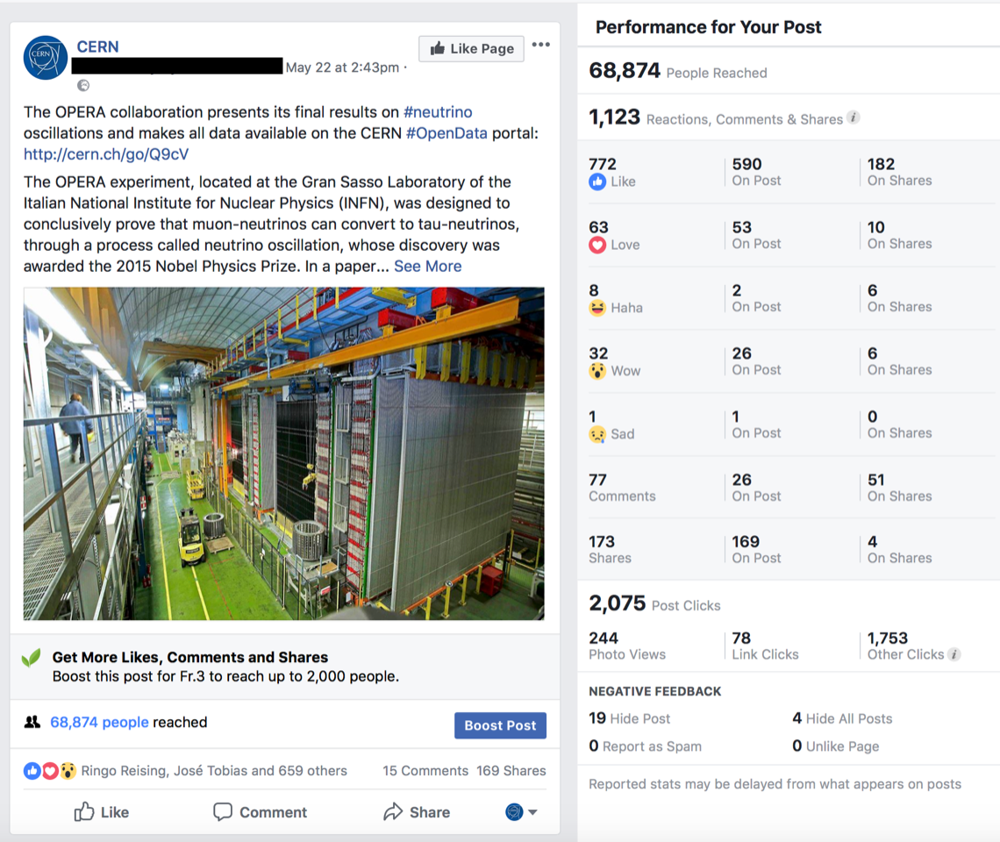 CERN
Like Page
May 22 at 2:43pm ·
The OPERA collaboration presents its final results on #neutrino
oscillations and makes all data available on the CERN #OpenData portal:
http://cern.ch/go/Q9cV
The OPERA experiment, located at the Gran Sasso Laboratory of the
Italian National Institute for Nuclear Physics (INFN), was designed to
conclusively prove that muon-neutrinos can convert to tau-neutrinos,
through a process called neutrino oscillation, whose discovery was
awarded the 2015 Nobel Physics Prize. In a paper... See More
Get More Likes, Comments and Shares
Boost this post for Fr.3 to reach up to 2,000 people.
68,874 people reached
Boost Post
Ringo Reising, José Tobias and 659 others 15 Comments 169 Shares
Like Comment Share
Performance for Your Post
68,874 People Reached
1,123 Reactions, Comments & Shares
772 590 182
Like On Post On Shares
63 53 10
Love On Post On Shares
8 2 6
Haha On Post On Shares
32 26 6
Wow On Post On Shares
1 1 0
Sad On Post On Shares
77 26 51
Comments On Post On Shares
173 169 4
Shares On Post On Shares
2,075 Post Clicks
244 78 1,753
Photo Views Link Clicks Other Clicks
NEGATIVE FEEDBACK
19 Hide Post 4 Hide All Posts
0 Report as Spam 0 Unlike Page
Reported stats may be delayed from what appears on posts